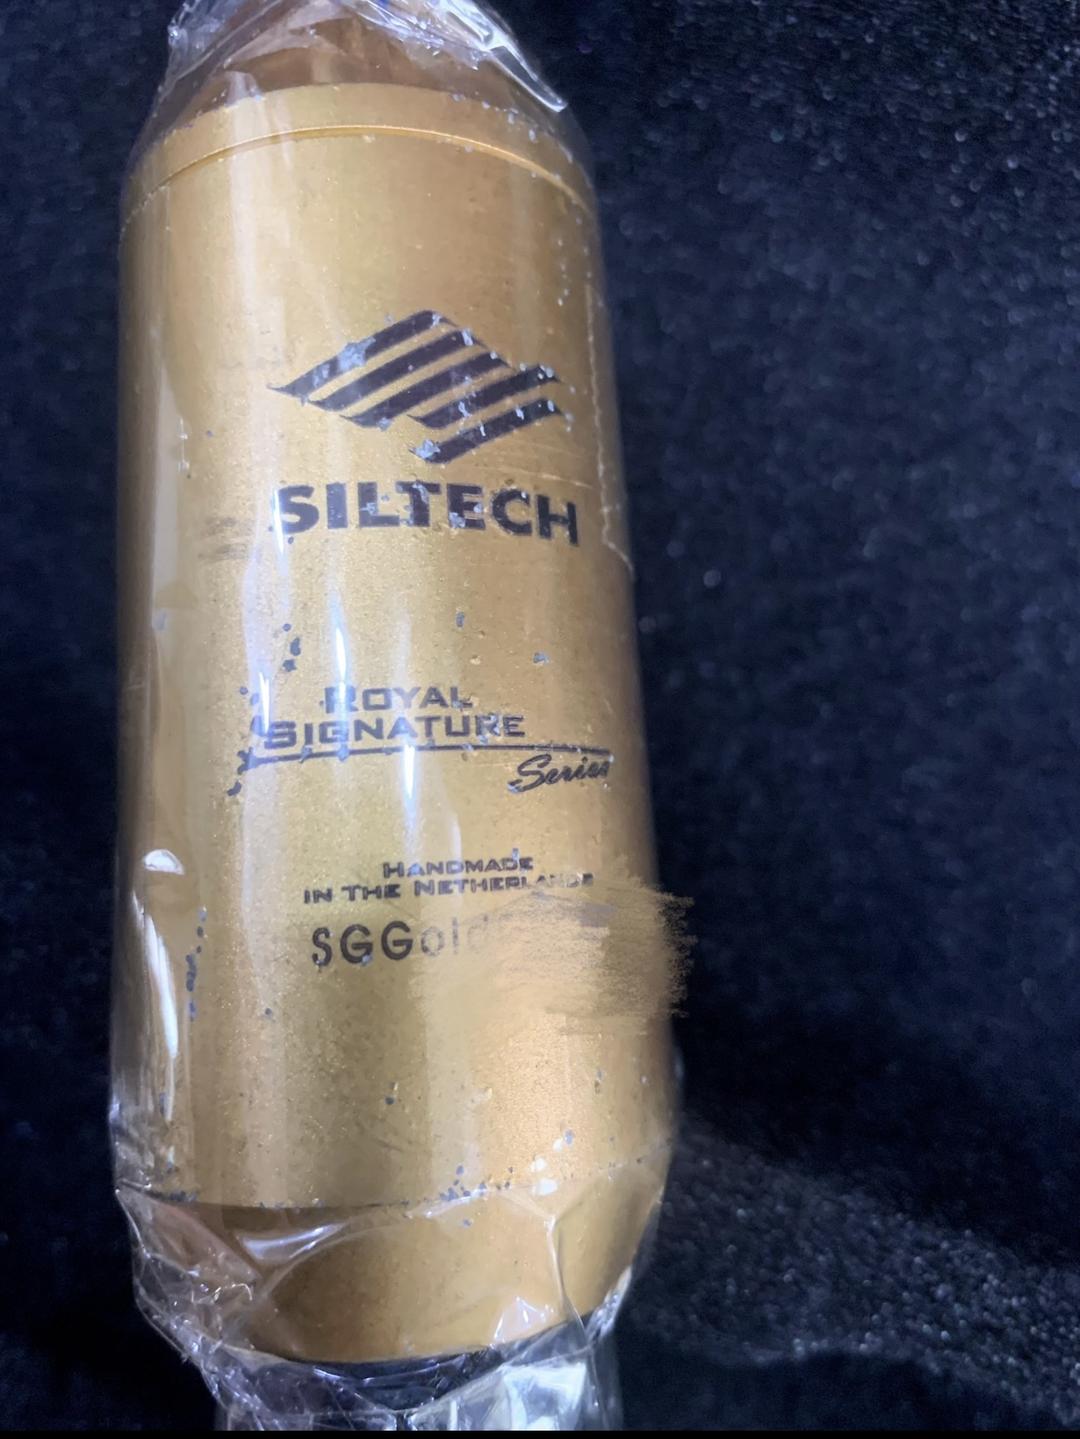 SILTECH
ROYAL
SIGNATURE
Series
HANDMADE
IN THE NETHERLANDS
SGGold